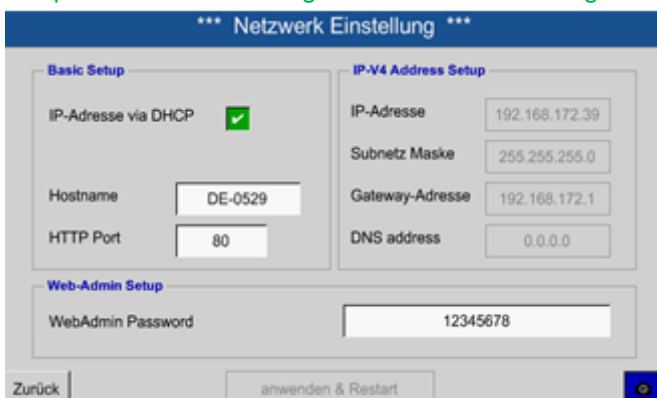 *** Netzwerk Einstellung ***
Basic Setup
IP-Adresse via DHCP
Hostname DE-0529
HTTP Port 80
IP-V4 Address Setup
IP-Adresse 192.168.172.39
Subnetz Maske 255.255.255.0
Gateway-Adresse 192.168.172.1
DNS address 0.0.0.0
Web-Admin Setup
WebAdmin Password 12345678
Zurück anwenden & Restart